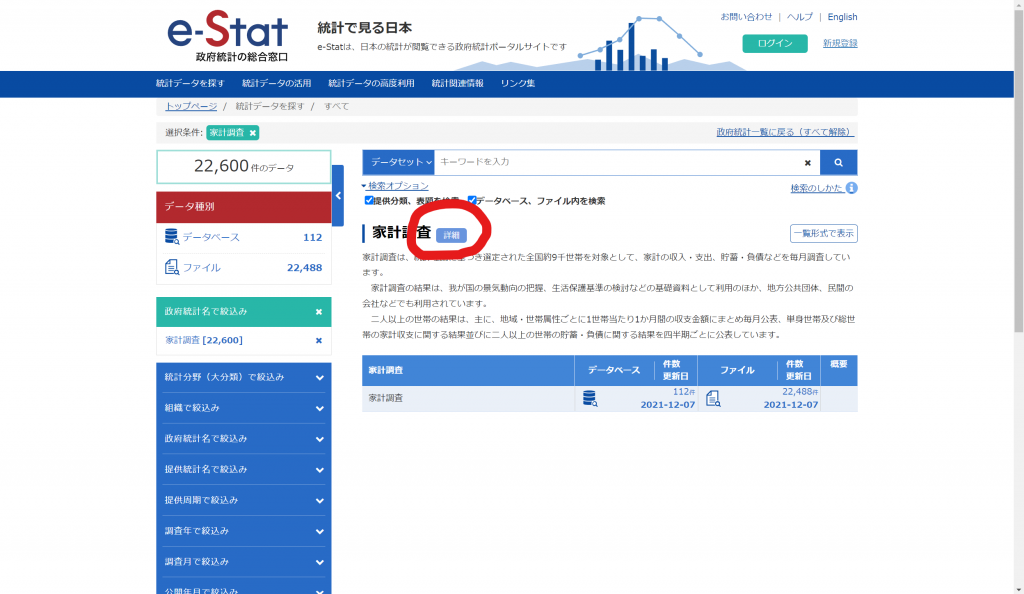 e-Stat
政府統計の総合窓口
統計で見る日本
e-Statは、日本の統計が閲覧できる政府統計ポータルサイトです
お問い合わせ | ヘルプ | English
ログイン 新規登録
統計データを探す 統計データの活用 統計データの高度利用 統計関連情報 リンク集
トップページ / 統計データを探す / すべて
選択条件: 家計調査 ×
政府統計一覧に戻る（すべて解除）
22,600 件のデータ
データ種別
データベース 112
ファイル 22,488
政府統計名で絞込み ×
家計調査 [22,600] ×
統計分野（大分類）で絞込み
組織で絞込み
政府統計名で絞込み
提供統計名で絞込み
提供周期で絞込み
調査年で絞込み
調査月で絞込み
公開年月で絞込み
データセット キーワードを入力 ×
検索オプション
検索のしかた
提供分類、表題を検索 データベース、ファイル内を検索
家計調査 詳細
一覧形式で表示
家計調査は、統計 き選定された全国約9千世帯を対象として、家計の収入・支出、貯蓄・負債などを毎月調査してい
ます。
家計調査の結果は、我が国の景気動向の把握、生活保護基準の検討などの基礎資料として利用のほか、地方公共団体、民間の
会社などでも利用されています。
二人以上の世帯の結果は、主に、地域・世帯属性ごとに1世帯当たり1か月間の収支金額にまとめ毎月公表、単身世帯及び総世
帯の家計収支に関する結果並びに二人以上の世帯の貯蓄・負債に関する結果を四半期ごとに公表しています。
家計調査 データベース 件数 更新日 ファイル 件数 更新日 概要
家計調査 112件 2021-12-07 22,488件 2021-12-07